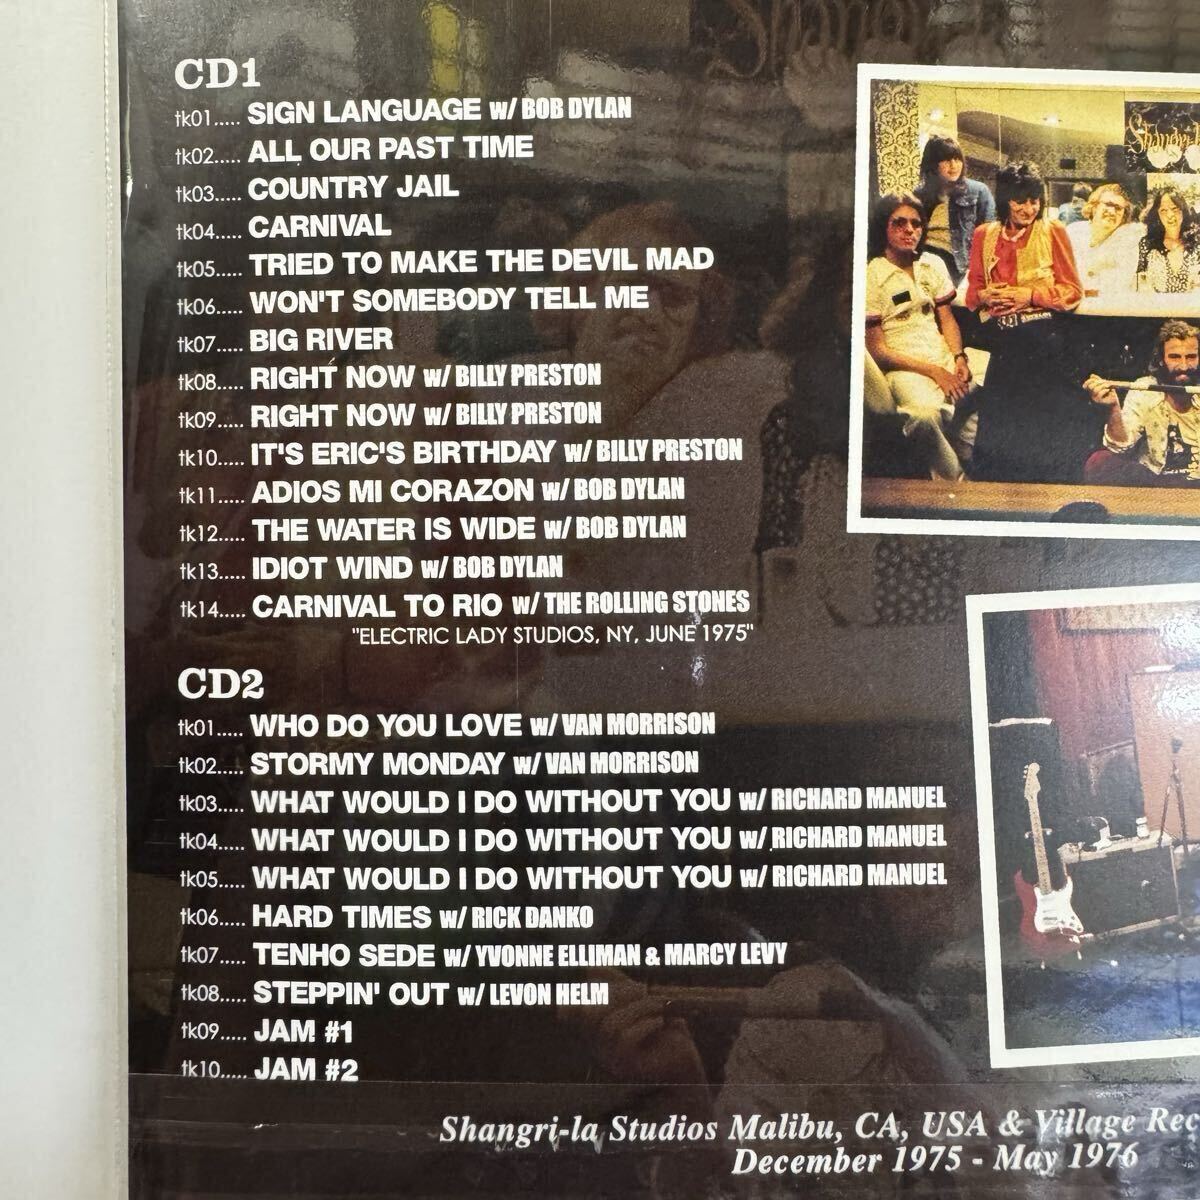 Shangri-La
CD1
tk01..... SIGN LANGUAGE w/ BOB DYLAN
tk02..... ALL OUR PAST TIME
tk03..... COUNTRY JAIL
tk04..... CARNIVAL
tk05..... TRIED TO MAKE THE DEVIL MAD
tk06..... WON'T SOMEBODY TELL ME
tk07..... BIG RIVER
tk08..... RIGHT NOW w/ BILLY PRESTON
tk09..... RIGHT NOW w/ BILLY PRESTON
tk10..... IT'S ERIC'S BIRTHDAY w/ BILLY PRESTON
tk11..... ADIOS MI CORAZON w/ BOB DYLAN
tk12..... THE WATER IS WIDE w/ BOB DYLAN
tk13..... IDIOT WIND w/ BOB DYLAN
tk14..... CARNIVAL TO RIO w/ THE ROLLING STONES
"ELECTRIC LADY STUDIOS, NY, JUNE 1975"
CD2
tk01..... WHO DO YOU LOVE w/ VAN MORRISON
tk02..... STORMY MONDAY w/ VAN MORRISON
tk03..... WHAT WOULD I DO WITHOUT YOU w/ RICHARD MANUEL
tk04..... WHAT WOULD I DO WITHOUT YOU w/ RICHARD MANUEL
tk05..... WHAT WOULD I DO WITHOUT YOU w/ RICHARD MANUEL
tk06..... HARD TIMES w/ RICK DANKO
tk07..... TENHO SEDE w/ YVONNE ELLIMAN & MARCY LEVY
tk08..... STEPPIN' OUT w/ LEVON HELM
tk09..... JAM #1
tk10..... JAM #2
Shangri-la Studios Malibu, CA, USA & Village Rec
December 1975 - May 1976